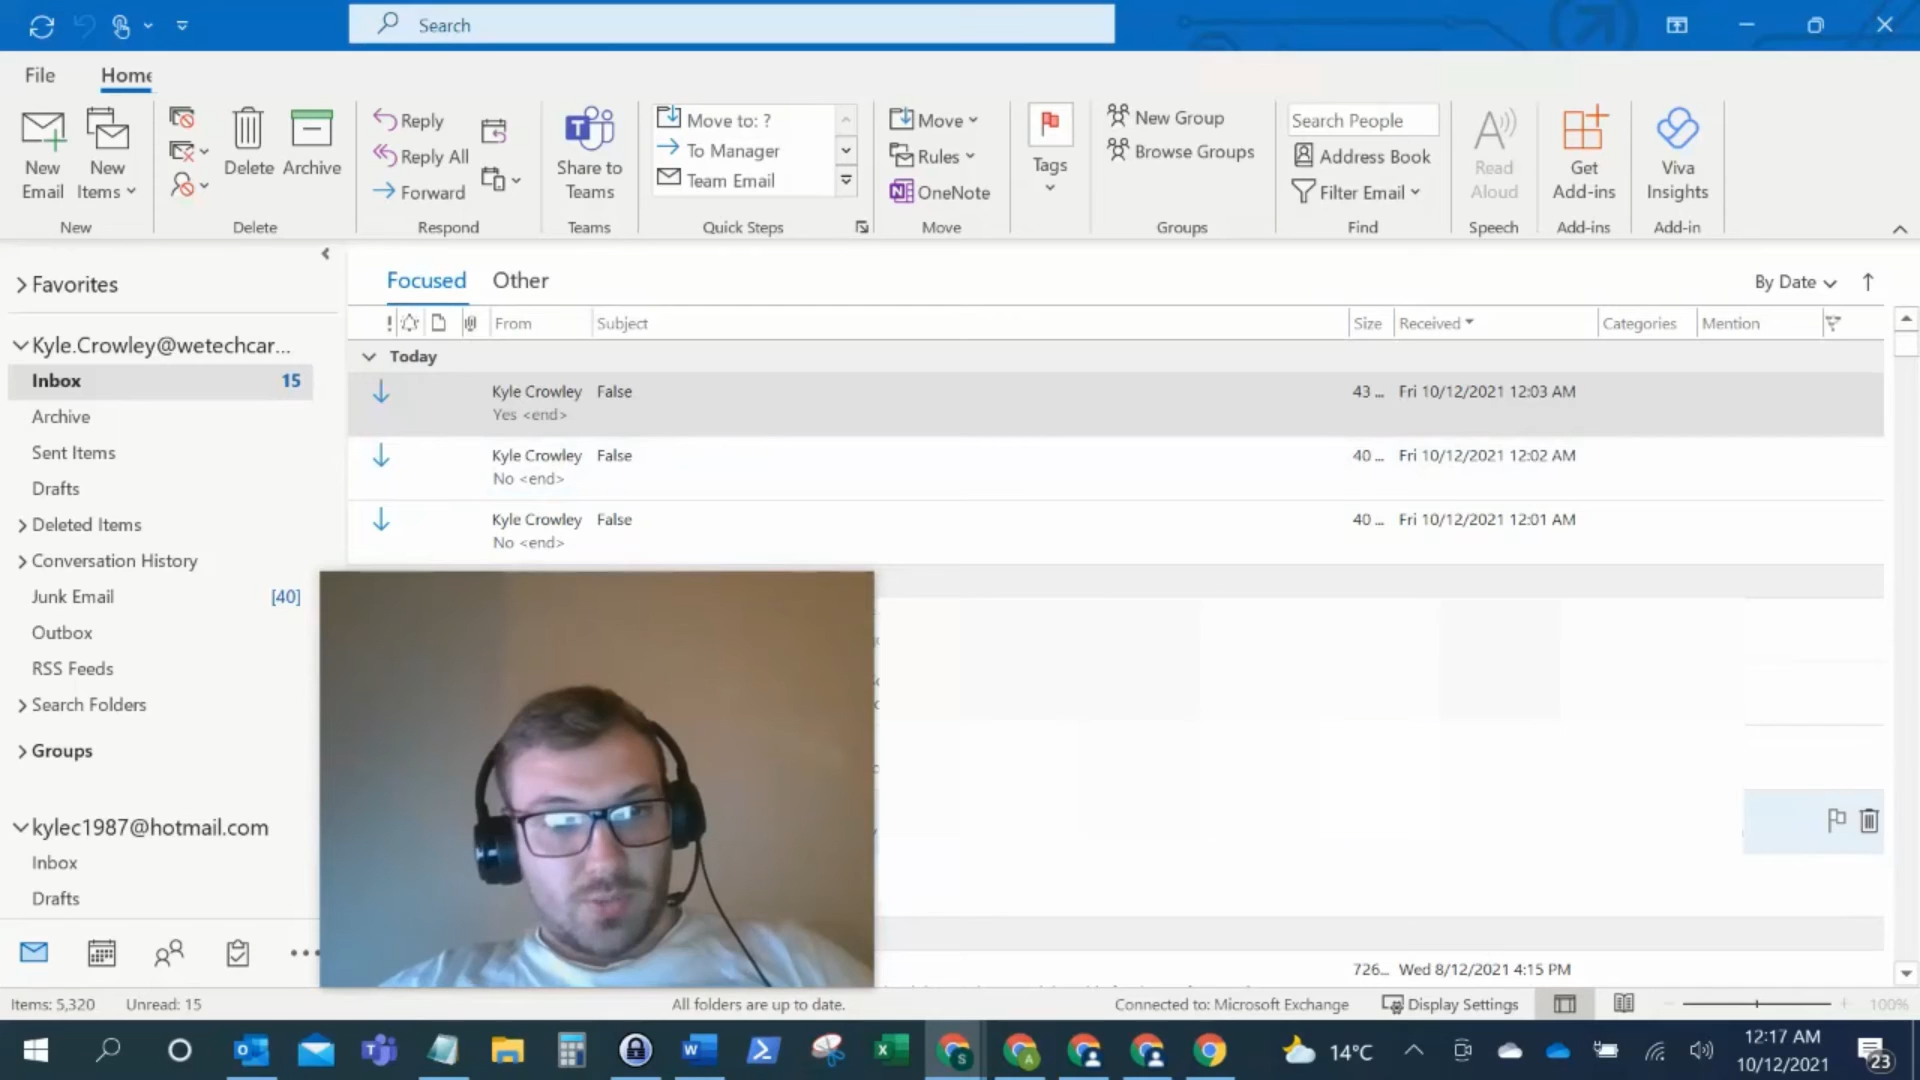 Search
File
Home
New Email
New Items
Delete
Archive
Reply
Reply All
Forward
Share to Teams
Move to: ?
To Manager
Team Email
Move
Rules
OneNote
Tags
New Group
Browse Groups
Search People
Address Book
Filter Email
Read Aloud
Get Add-ins
Viva Insights
New
Delete
Respond
Teams
Quick Steps
Move
Groups
Find
Speech
Add-ins
Add-in
Favorites
Kyle.Crowley@wetechcar...
Inbox 15
Archive
Sent Items
Drafts
Deleted Items
Conversation History
Junk Email [40]
Outbox
RSS Feeds
Search Folders
Groups
kylec1987@hotmail.com
Inbox
Drafts
Focused Other By Date
! From Subject Size Received Categories Mention
Today
Kyle Crowley False 43 ... Fri 10/12/2021 12:03 AM
Yes <end>
Kyle Crowley False 40 ... Fri 10/12/2021 12:02 AM
No <end>
Kyle Crowley False 40 ... Fri 10/12/2021 12:01 AM
No <end>
726... Wed 8/12/2021 4:15 PM
Items: 5,320 Unread: 15 All folders are up to date. Connected to: Microsoft Exchange Display Settings 100%
14°C
12:17 AM
10/12/2021
23